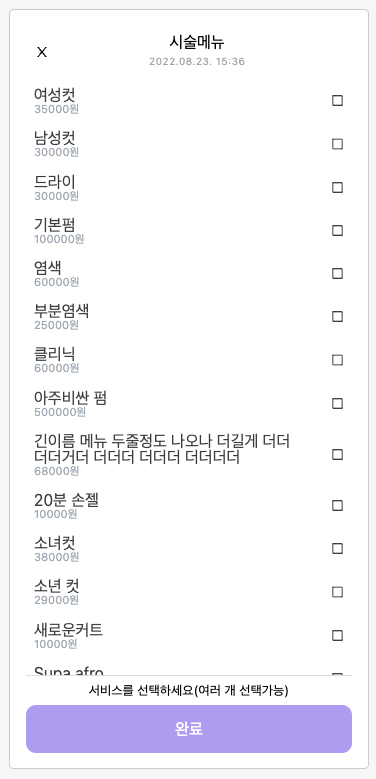 X
시술메뉴
2022.08.23. 15:36
여성컷
35000원
남성컷
30000원
드라이
30000원
기본펌
100000원
염색
60000원
부분염색
25000원
클리닉
60000원
아주비싼 펌
500000원
긴이름 메뉴 두줄정도 나오나 더길게 더더
더더거더 더더더 더더더 더더더더
68000원
20분 손젤
10000원
소녀컷
38000원
소년 컷
29000원
새로운커트
10000원
Supa afro
서비스를 선택하세요(여러 개 선택가능)
완료